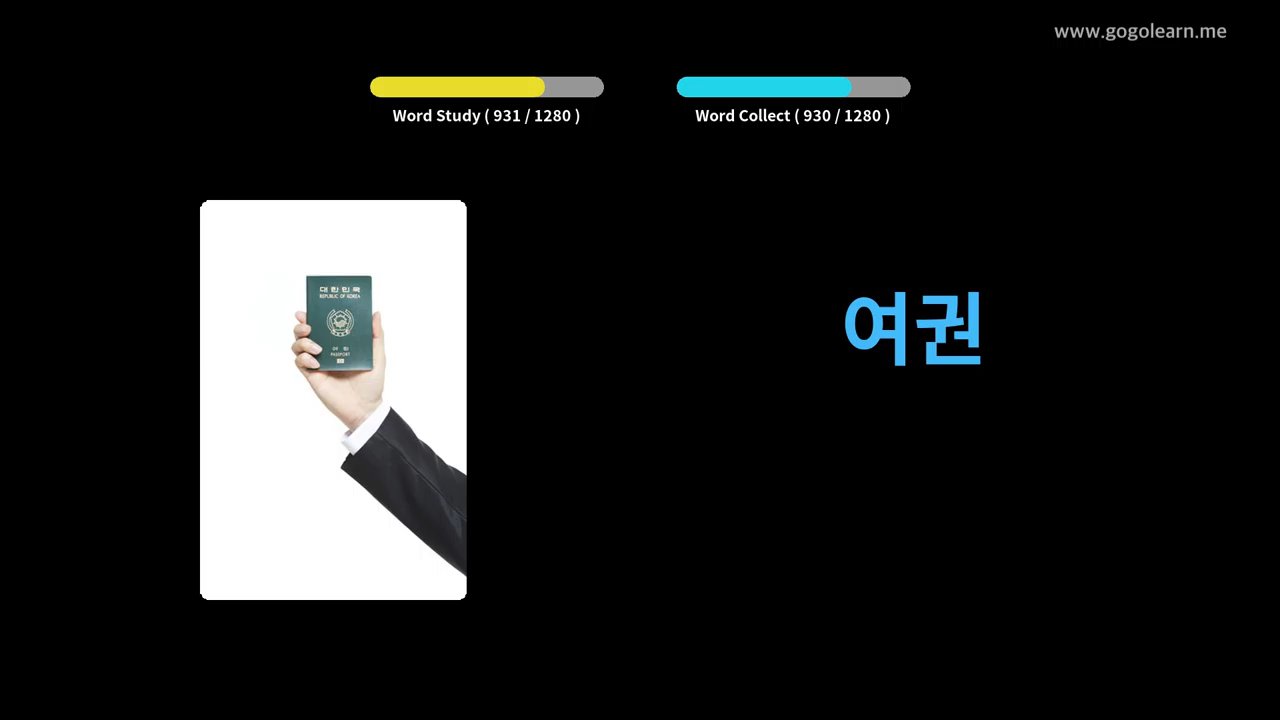 www.gogolearn.me
Word Study ( 931 / 1280 )
Word Collect ( 930 / 1280 )
대한민국
REPUBLIC OF KOREA
여권
PASSPORT
여권